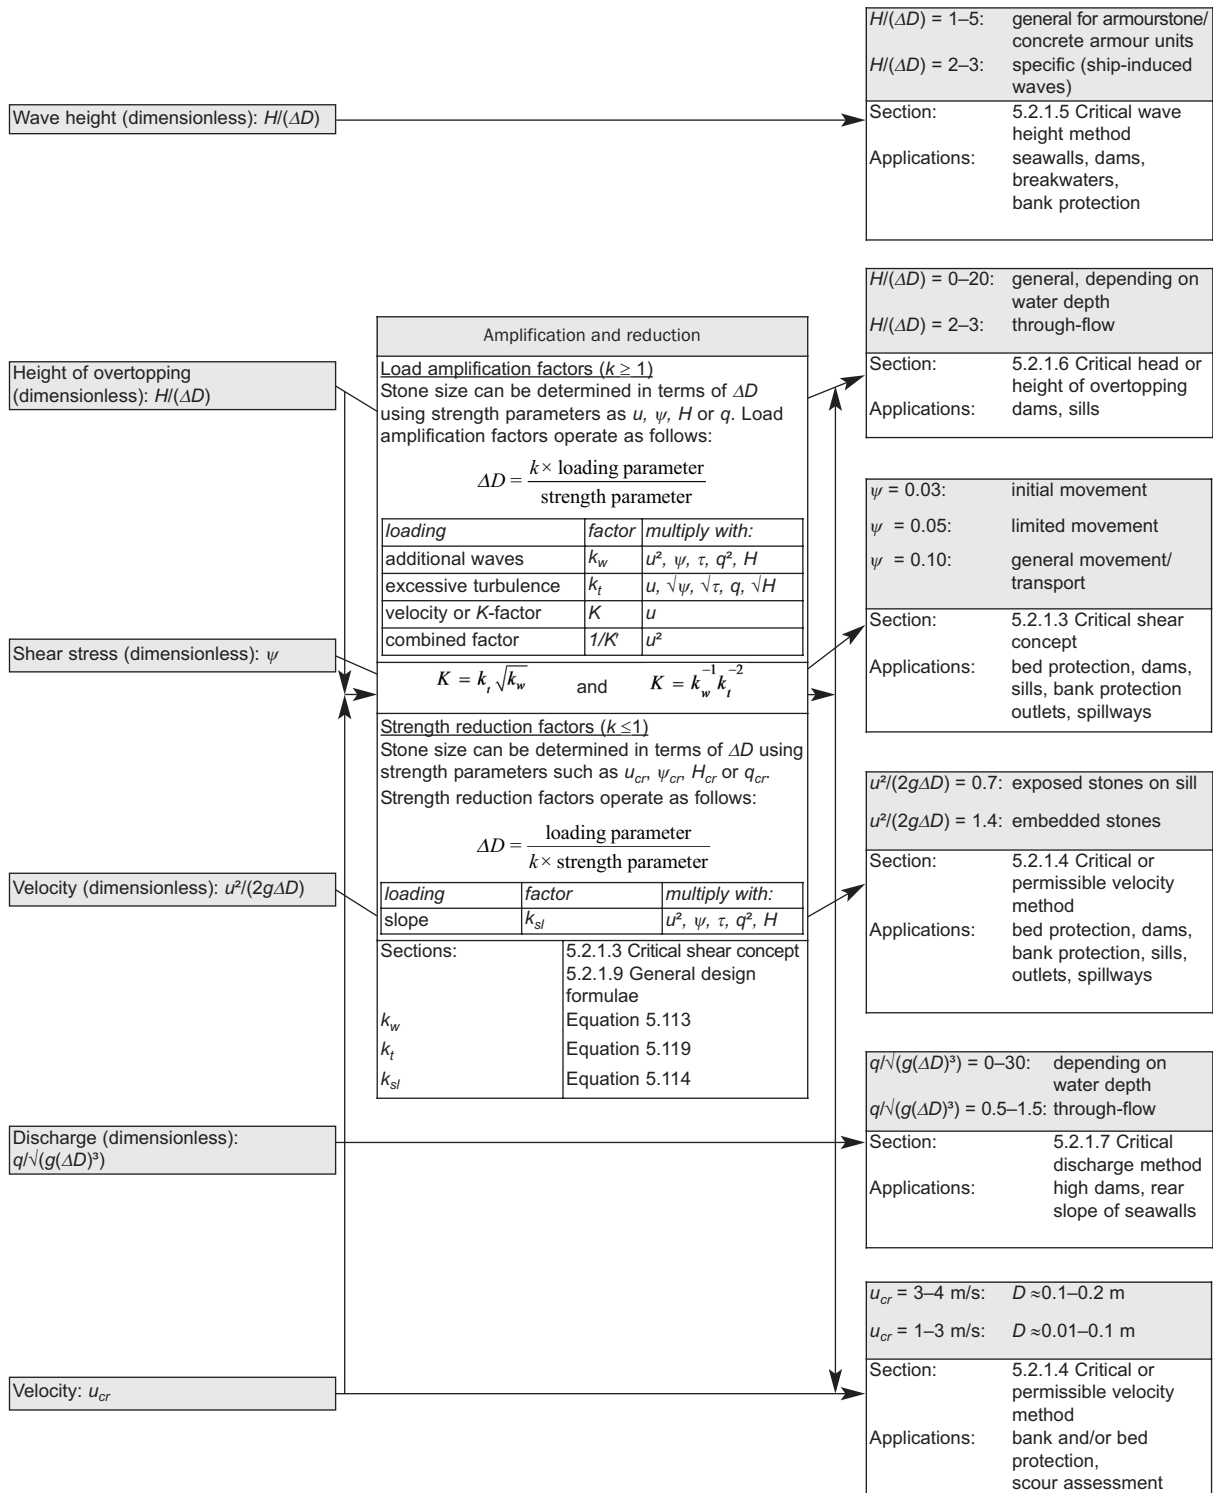 Wave height (dimensionless): H/(ΔD)
Height of overtopping
(dimensionless): H/(ΔD)
Shear stress (dimensionless): ψ
Velocity (dimensionless): u²/(2gΔD)
Discharge (dimensionless):
q/√(g(ΔD)³)
Velocity: u_cr
Amplification and reduction
Load amplification factors (k ≥ 1)
Stone size can be determined in terms of ΔD
using strength parameters as u, ψ, H or q. Load
amplification factors operate as follows:
ΔD = k × loading parameter / strength parameter
loading factor multiply with:
additional waves k_w u², ψ, τ, q², H
excessive turbulence k_t u, √ψ, √τ, q, √H
velocity or K-factor K u
combined factor 1/K' u²
K = k_t √k_w and K = k_w^-1 k_t^-2
Strength reduction factors (k ≤1)
Stone size can be determined in terms of ΔD using
strength parameters such as u_cr, ψ_cr, H_cr or q_cr.
Strength reduction factors operate as follows:
ΔD = loading parameter / k × strength parameter
loading factor multiply with:
slope k_sl u², ψ, τ, q², H
Sections: 5.2.1.3 Critical shear concept
5.2.1.9 General design
formulae
k_w Equation 5.113
k_t Equation 5.119
k_sl Equation 5.114
H/(ΔD) = 1–5: general for armourstone/
concrete armour units
H/(ΔD) = 2–3: specific (ship-induced
waves)
Section: 5.2.1.5 Critical wave
height method
Applications: seawalls, dams,
breakwaters,
bank protection
H/(ΔD) = 0–20: general, depending on
water depth
H/(ΔD) = 2–3: through-flow
Section: 5.2.1.6 Critical head or
height of overtopping
Applications: dams, sills
ψ = 0.03: initial movement
ψ = 0.05: limited movement
ψ = 0.10: general movement/
transport
Section: 5.2.1.3 Critical shear
concept
Applications: bed protection, dams,
sills, bank protection
outlets, spillways
u²/(2gΔD) = 0.7: exposed stones on sill
u²/(2gΔD) = 1.4: embedded stones
Section: 5.2.1.4 Critical or
permissible velocity
method
Applications: bed protection, dams,
bank protection, sills,
outlets, spillways
q/√(g(ΔD)³) = 0–30: depending on
water depth
q/√(g(ΔD)³) = 0.5–1.5: through-flow
Section: 5.2.1.7 Critical
discharge method
Applications: high dams, rear
slope of seawalls
u_cr = 3–4 m/s: D ≈0.1–0.2 m
u_cr = 1–3 m/s: D ≈0.01–0.1 m
Section: 5.2.1.4 Critical or
permissible velocity
method
Applications: bank and/or bed
protection,
scour assessment